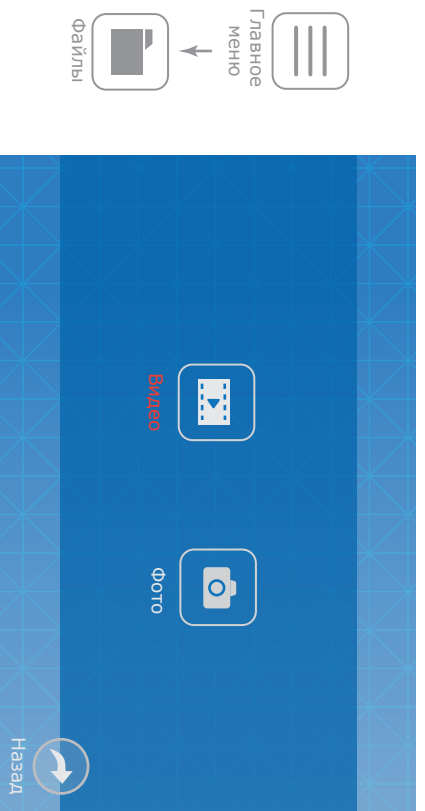 Главное
меню
Файлы
Видео
Фото
Назад